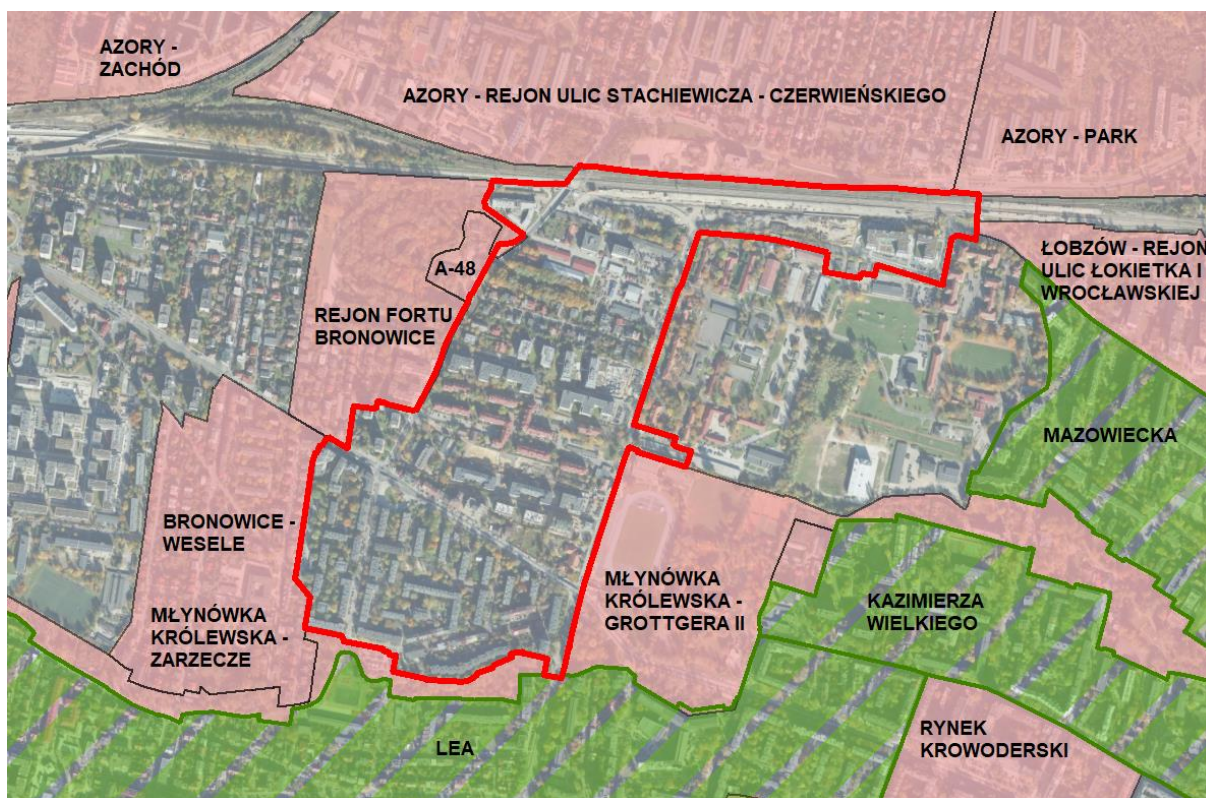 AZORY -
ZACHÓD
AZORY - REJON ULIC STACHIEWICZA - CZERWIEŃSKIEGO
AZORY - PARK
ŁOBZÓW - REJON
ULIC ŁOKIETKA I
WROCŁAWSKIEJ
A-48
REJON FORTU
BRONOWICE
MAZOWIECKA
BRONOWICE -
WESELE
MŁYNÓWKA
KRÓLEWSKA -
ZARZECZE
MŁYNÓWKA
KRÓLEWSKA -
GROTTGERA II
KAZIMIERZA
WIELKIEGO
LEA
RYNEK
KROWODERSKI